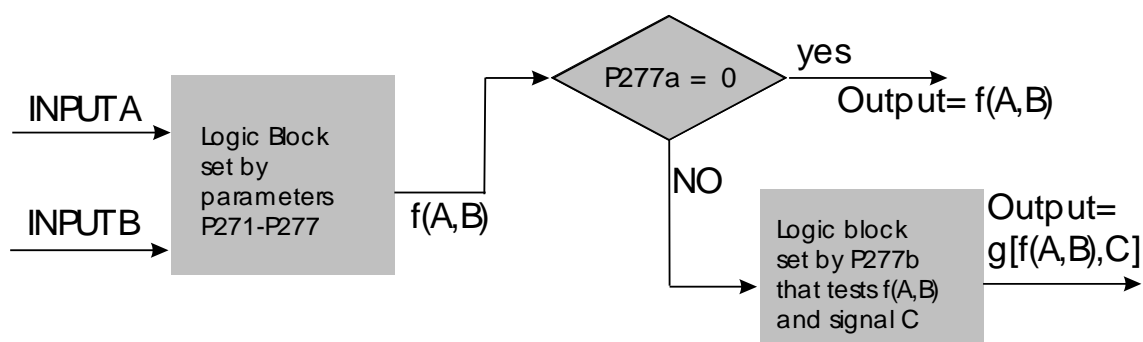 INPUT A
INPUT B
Logic Block
set by
parameters
P271-P277
f(A,B)
P277a = 0
yes
Output= f(A,B)
NO
Logic block
set by P277b
that tests f(A,B)
and signal C
Output=
g[f(A,B),C]